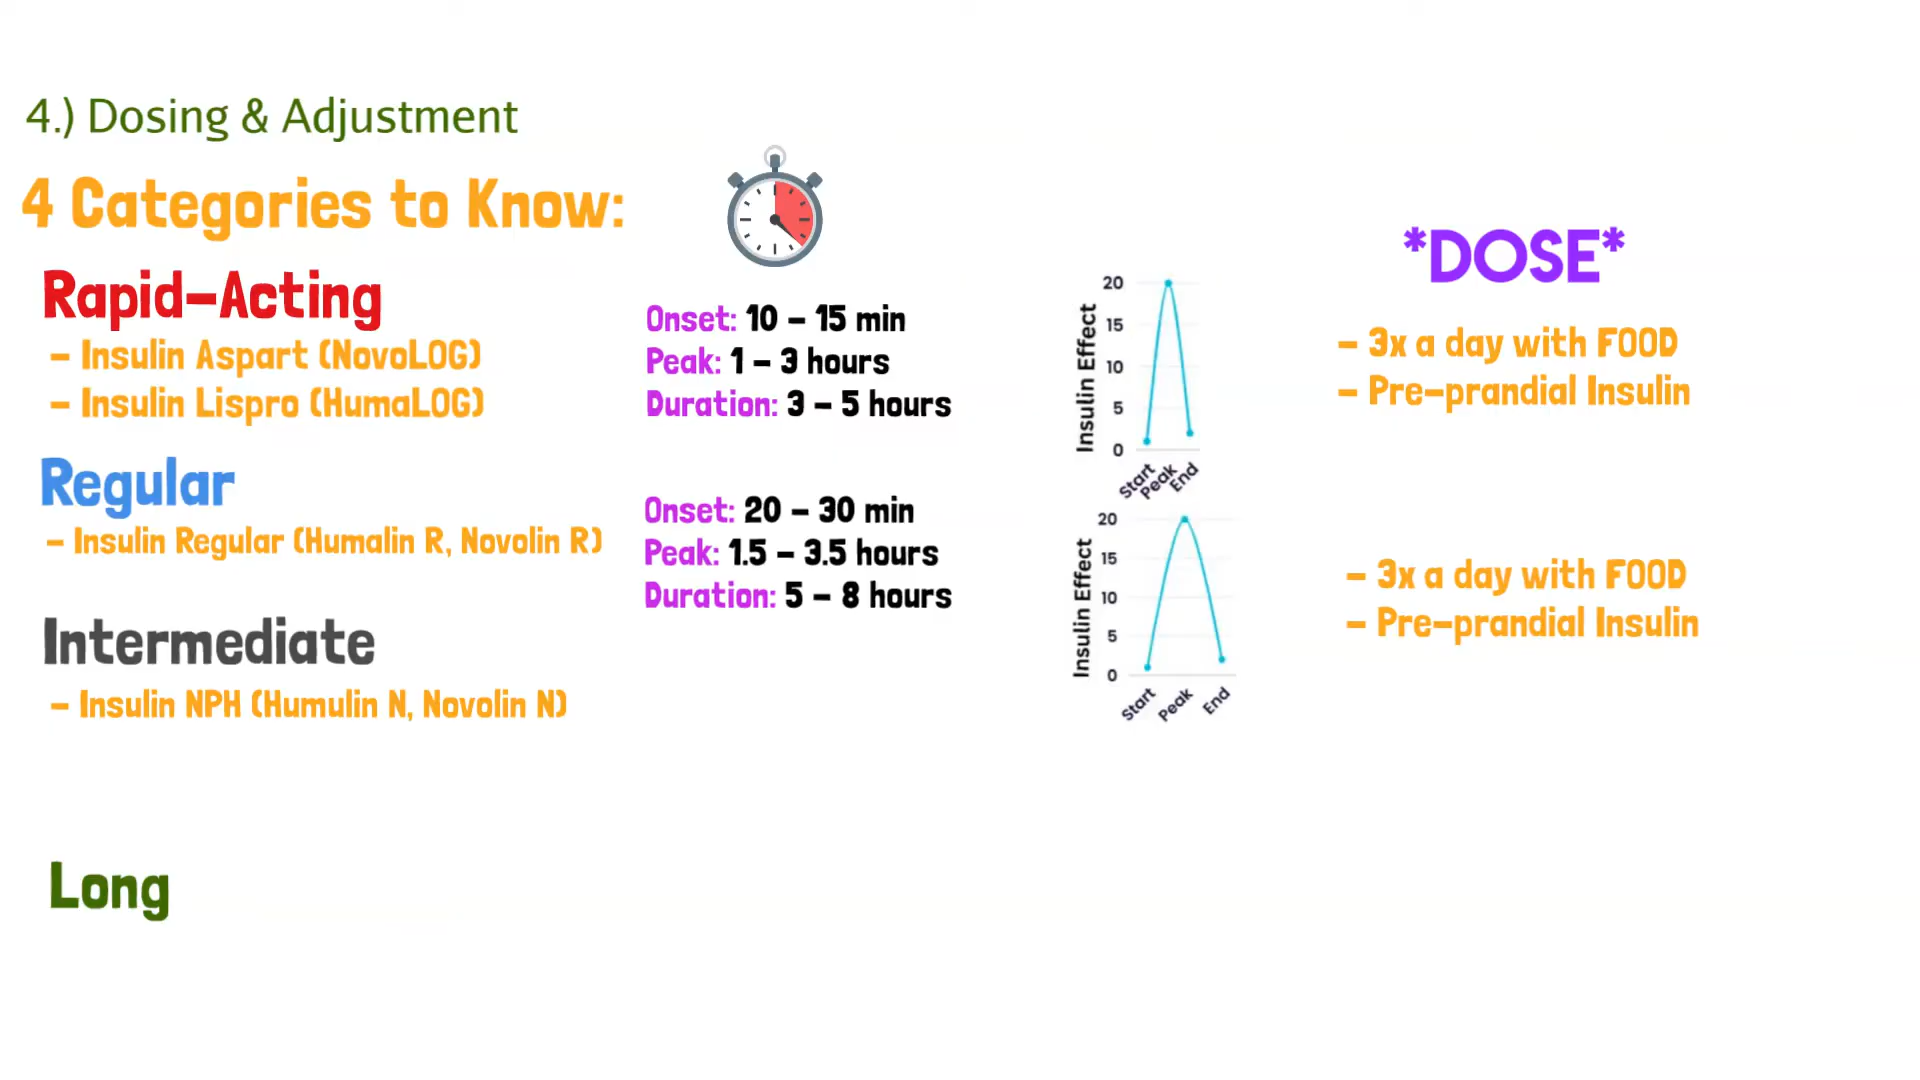 4.) Dosing & Adjustment
4 Categories to Know:
*DOSE*
Rapid-Acting
- Insulin Aspart (NovoLOG)
- Insulin Lispro (HumaLOG)
Onset: 10 - 15 min
Peak: 1 - 3 hours
Duration: 3 - 5 hours
Insulin Effect
20
15
10
5
0
Start
Peak
End
- 3x a day with FOOD
- Pre-prandial Insulin
Regular
- Insulin Regular (Humalin R, Novolin R)
Onset: 20 - 30 min
Peak: 1.5 - 3.5 hours
Duration: 5 - 8 hours
Insulin Effect
20
15
10
5
0
Start
Peak
End
- 3x a day with FOOD
- Pre-prandial Insulin
Intermediate
- Insulin NPH (Humulin N, Novolin N)
Long